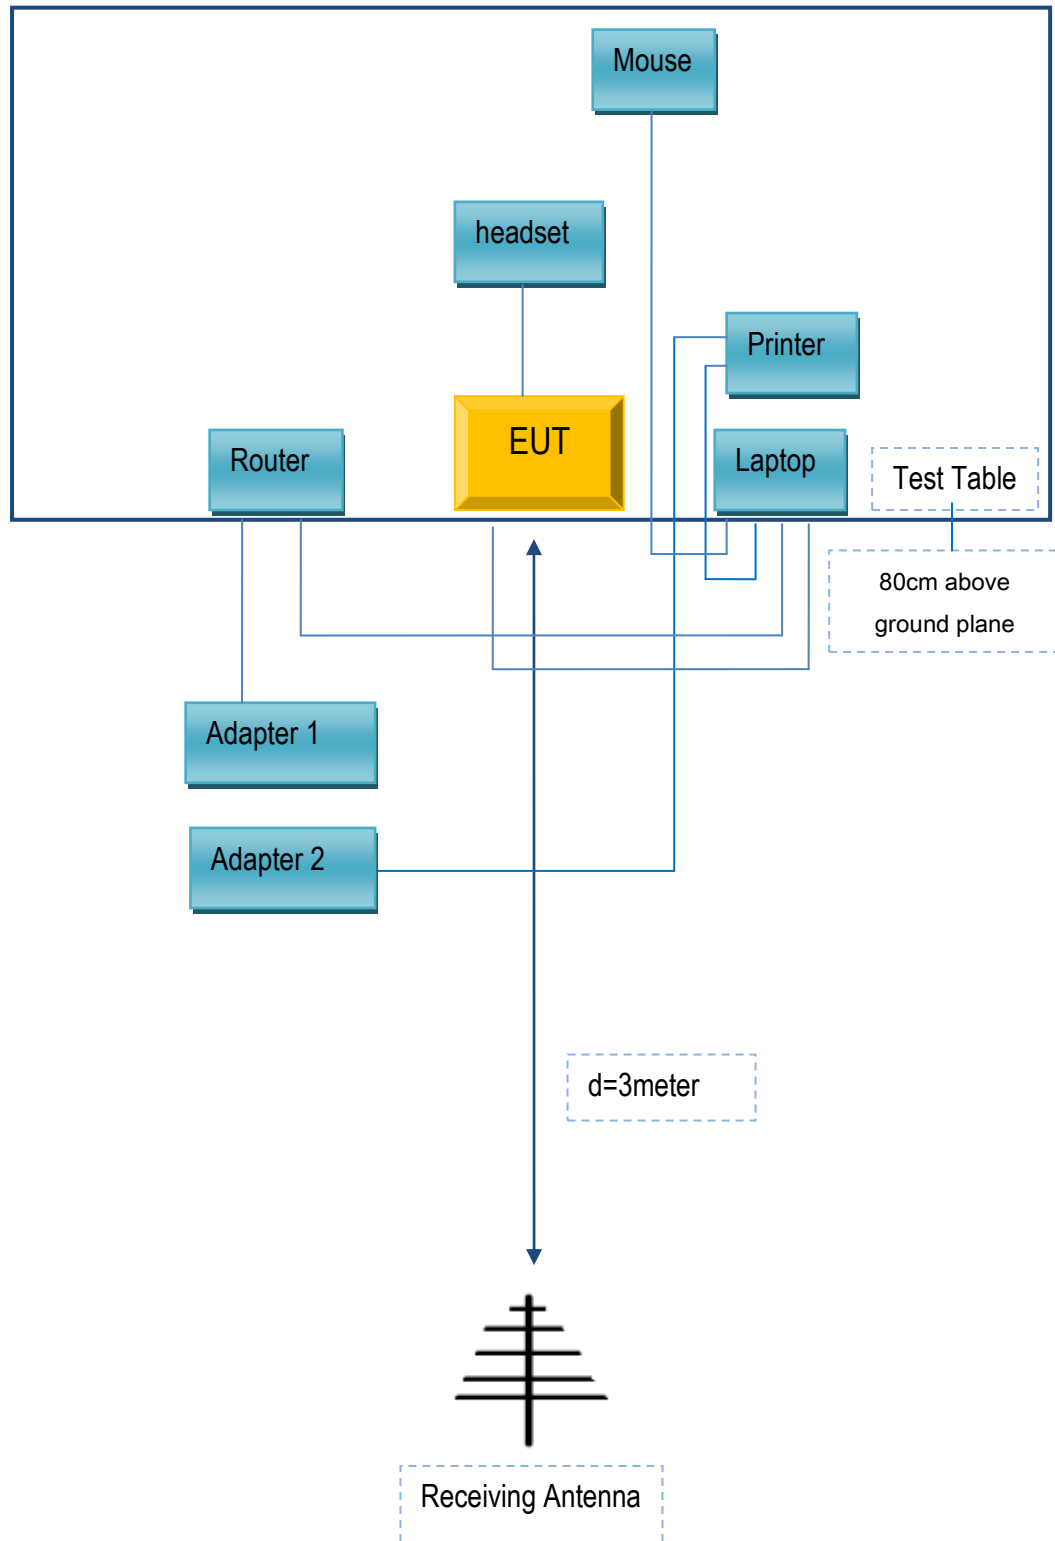 Mouse
headset
Printer
EUT
Router
Laptop
Test Table
80cm above
ground plane
Adapter 1
Adapter 2
d=3meter
Receiving Antenna